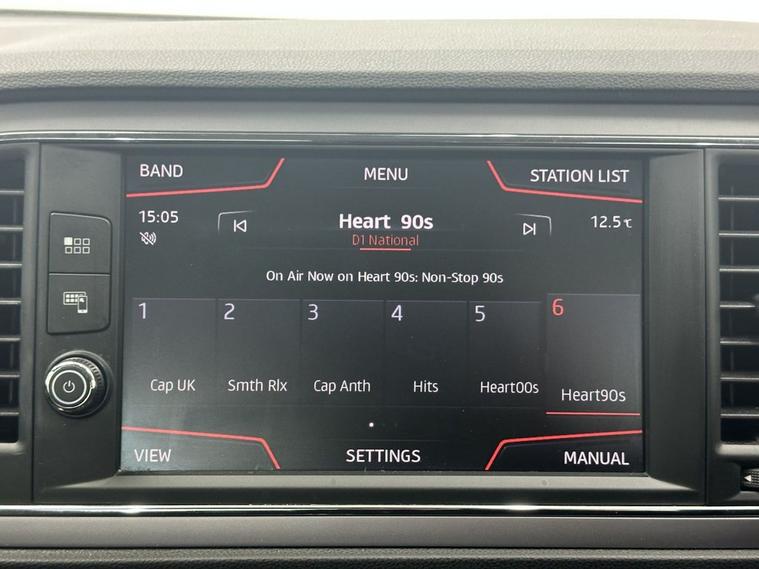 BAND
MENU
STATION LIST
15:05
Heart 90s
12.5℃
D1 National
On Air Now on Heart 90s: Non-Stop 90s
1
2
3
4
5
6
Cap UK
Smth Rlx
Cap Anth
Hits
Heart00s
Heart90s
VIEW
SETTINGS
MANUAL